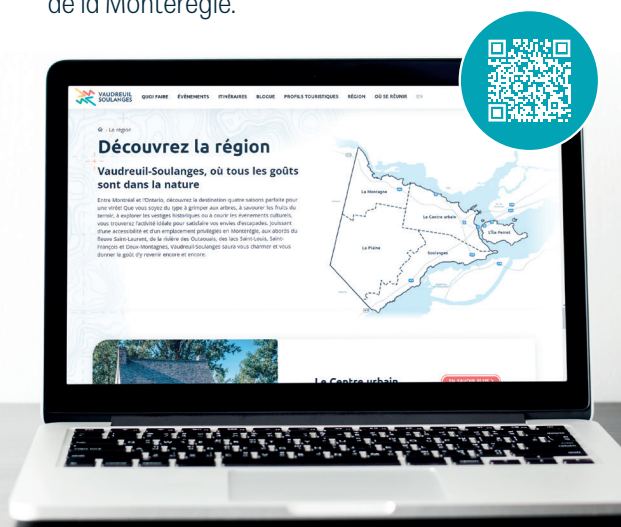 de la Montérégie.
VAUDREUIL
SOULANGES
QUOI FAIRE ÉVÉNEMENTS ITINÉRAIRES BLOGUE PROFILS TOURISTIQUES RÉGION OÙ SE RÉUNIR EN
- La région
Découvrez la région
Vaudreuil-Soulanges, où tous les goûts
sont dans la nature
Entre Montréal et l'Ontario, découvrez la destination quatre saisons parfaite pour
une virée! Que vous soyez du type à grimper aux arbres, à savourer les fruits du
terroir, à explorer les vestiges historiques ou à courir les événements culturels,
vous trouverez l'activité idéale pour satisfaire vos envies d'escapades. Jouissant
d'une accessibilité et d'un emplacement privilégiés en Montérégie, aux abords du
fleuve Saint-Laurent, de la rivière des Outaouais, des lacs Saint-Louis, Saint-
François et Deux-Montagnes, Vaudreuil-Soulanges saura vous charmer et vous
donner le goût d'y revenir encore et encore.
La Montagne
Le Centre urbain
L'Île Perrot
La Plaine
Soulanges
Le Centre urbain
EN SAVOIR PLUS